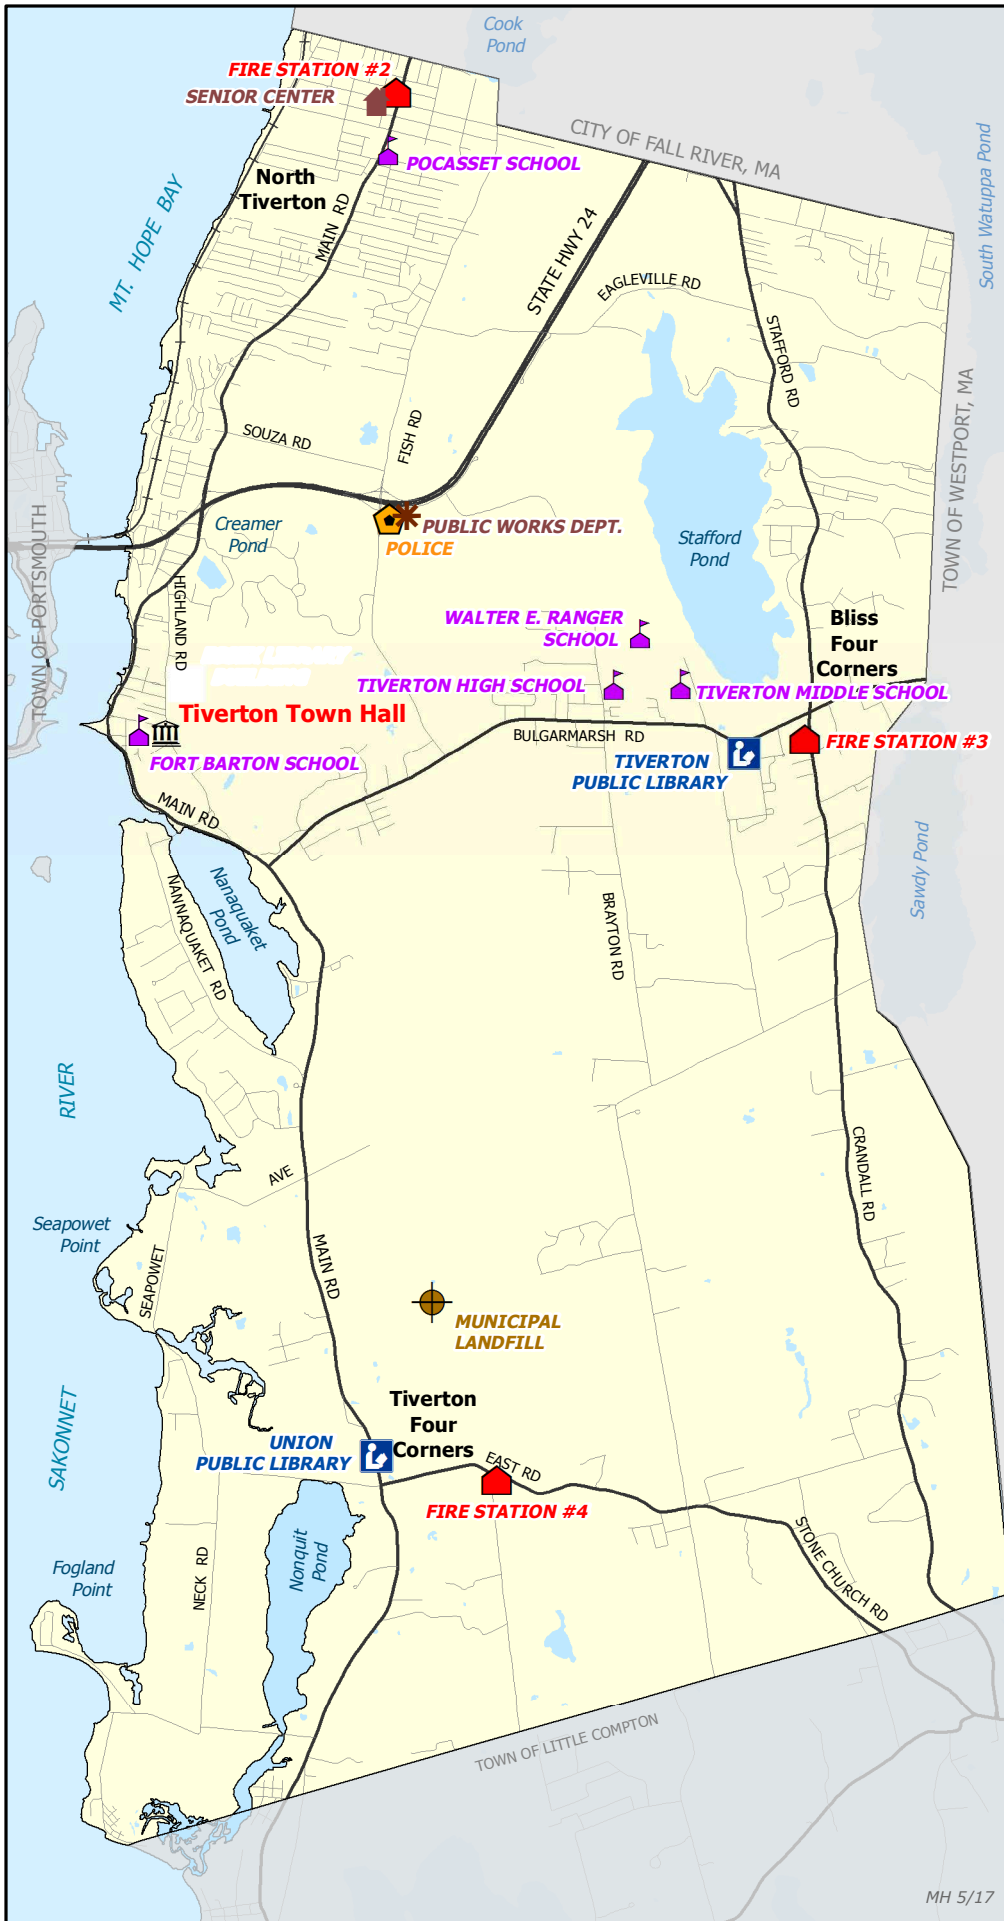 Cook
Pond
FIRE STATION #2
SENIOR CENTER
CITY OF FALL RIVER, MA
South Watuppa Pond
POCASSET SCHOOL
North
Tiverton
MT. HOPE BAY
MAIN RD
STATE HWY 24
EAGLEVILLE RD
STAFFORD RD
TOWN OF WESTPORT, MA
SOUZA RD
FISH RD
TOWN OF PORTSMOUTH
Creamer
Pond
PUBLIC WORKS DEPT.
POLICE
Stafford
Pond
HIGHLAND RD
WALTER E. RANGER
SCHOOL
Bliss
Four
Corners
TIVERTON HIGH SCHOOL
TIVERTON MIDDLE SCHOOL
Tiverton Town Hall
FORT BARTON SCHOOL
BULGARMARSH RD
TIVERTON
PUBLIC LIBRARY
FIRE STATION #3
MAIN RD
Nanaquaket
Pond
NANNAQUAKET RD
BRAYTON RD
Sawdy Pond
RIVER
CRANDALL RD
AVE
Seapowet
Point
SEAPOWET
MAIN RD
MUNICIPAL
LANDFILL
SAKONNET
Tiverton
Four
Corners
UNION
PUBLIC LIBRARY
EAST RD
FIRE STATION #4
STONE CHURCH RD
Nonquit
Pond
Fogland
Point
NECK RD
TOWN OF LITTLE COMPTON
MH 5/17